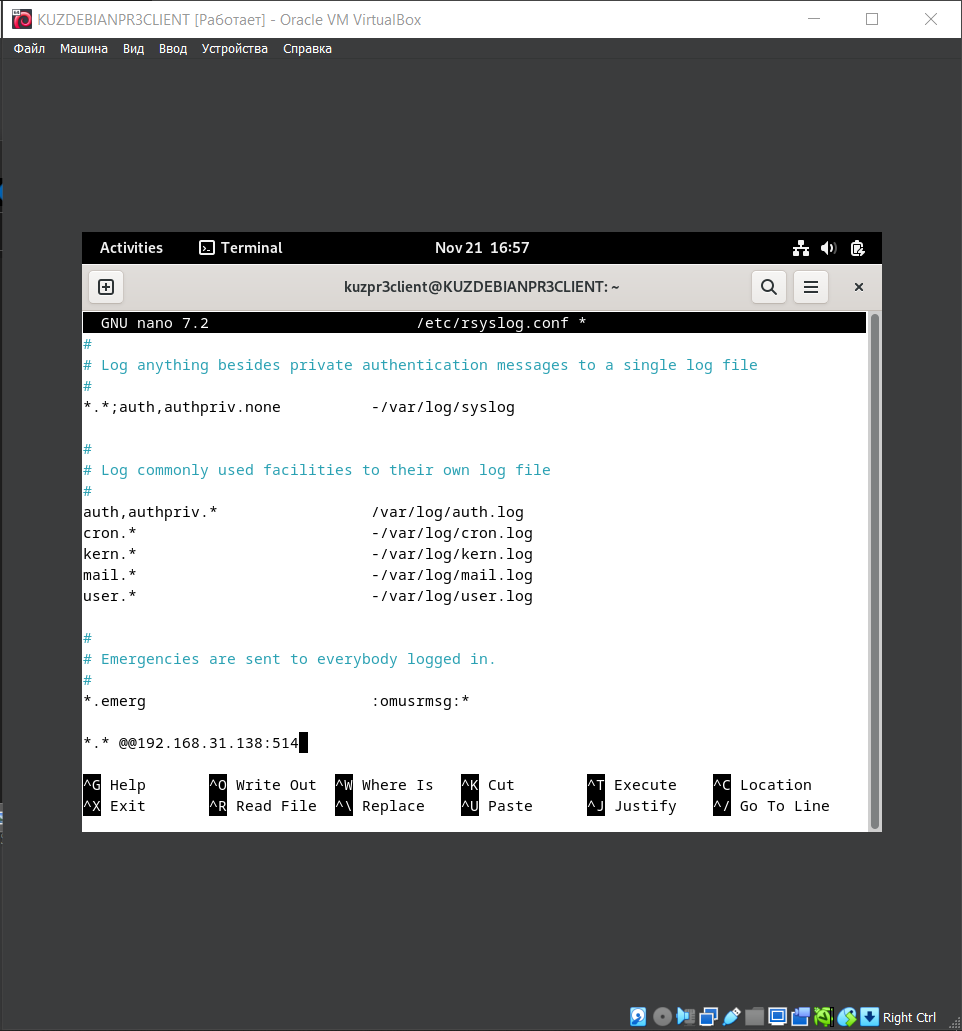 KUZDEBIANPR3CLIENT [Работает] - Oracle VM VirtualBox
Файл Машина Вид Ввод Устройства Справка
Activities Terminal Nov 21 16:57
kuzpr3client@KUZDEBIANPR3CLIENT: ~
GNU nano 7.2 /etc/rsyslog.conf *
#
# Log anything besides private authentication messages to a single log file
#
*.*;auth,authpriv.none -/var/log/syslog
#
# Log commonly used facilities to their own log file
#
auth,authpriv.* /var/log/auth.log
cron.* -/var/log/cron.log
kern.* -/var/log/kern.log
mail.* -/var/log/mail.log
user.* -/var/log/user.log
#
# Emergencies are sent to everybody logged in.
#
*.emerg :omusrmsg:*
*.* @@192.168.31.138:514
^G Help ^O Write Out ^W Where Is ^K Cut ^T Execute ^C Location
^X Exit ^R Read File ^\ Replace ^U Paste ^J Justify ^/ Go To Line
Right Ctrl